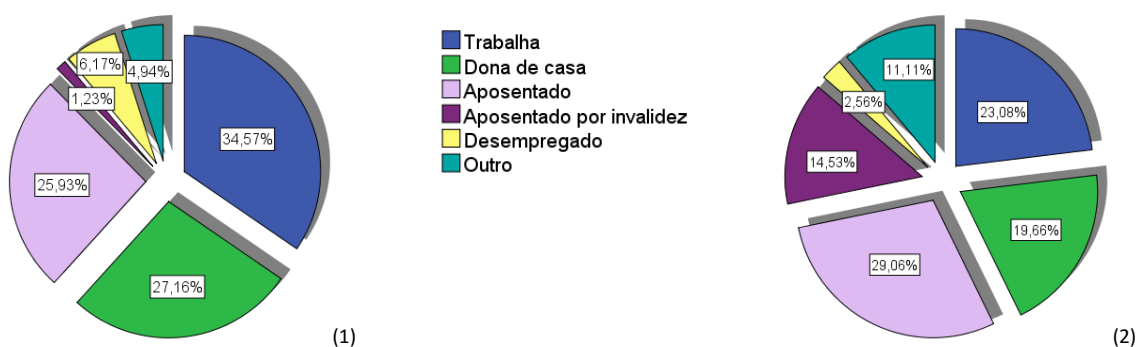 6,17%
4,94%
1,23%
34,57%
25,93%
27,16%
(1)
Trabalha
Dona de casa
Aposentado
Aposentado por invalidez
Desempregado
Outro
11,11%
2,56%
23,08%
14,53%
19,66%
29,06%
(2)